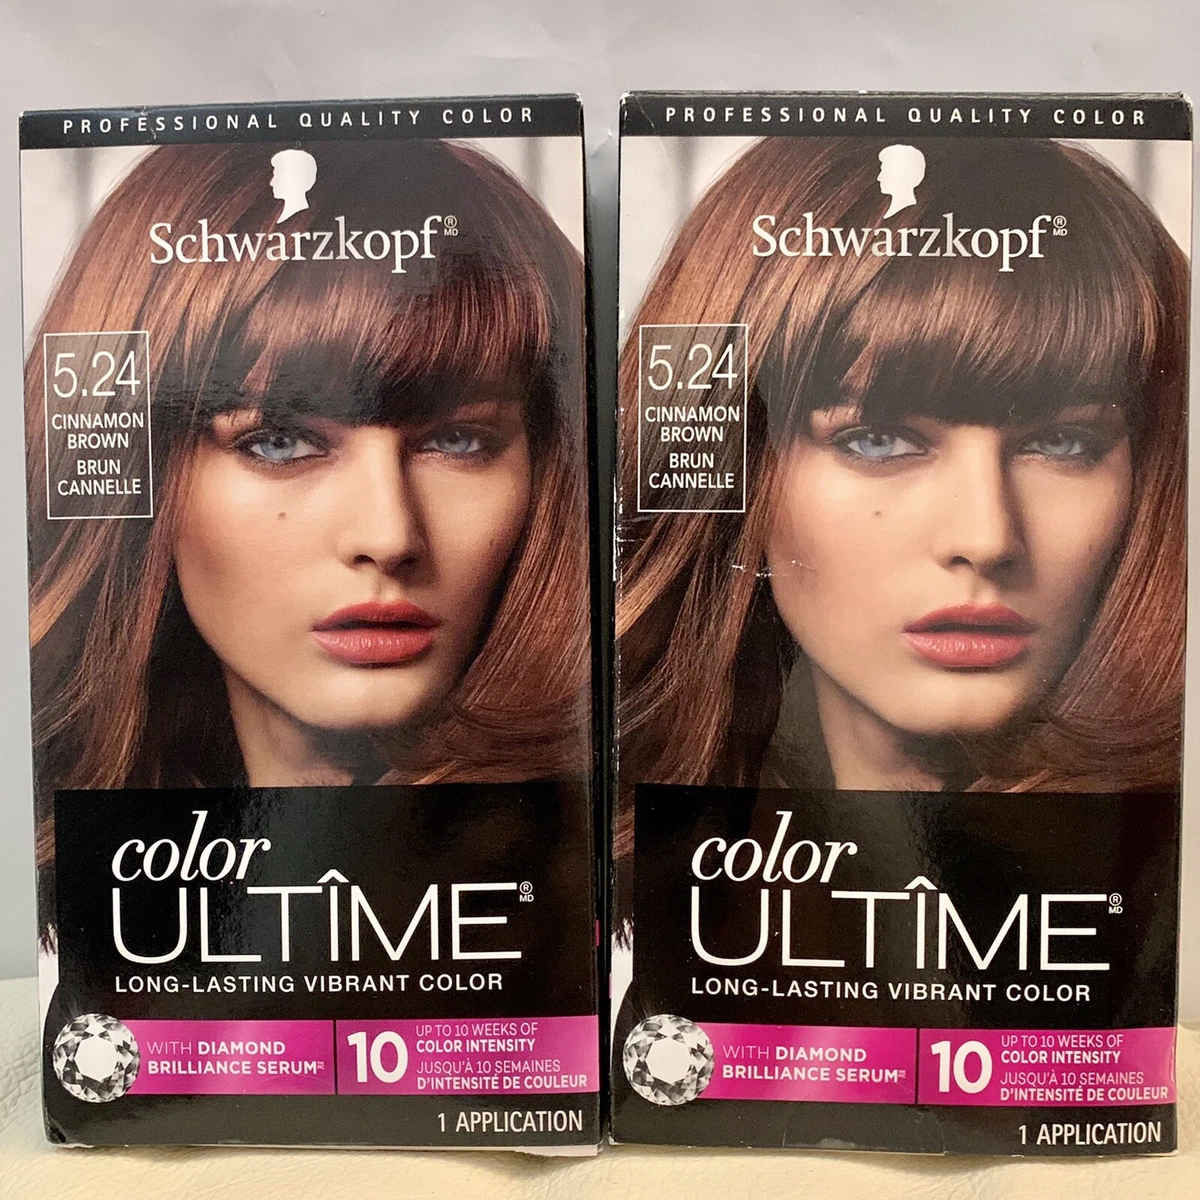 PROFESSIONAL QUALITY COLOR
Schwarzkopf® MD
5.24
CINNAMON
BROWN
BRUN
CANNELLE
color
ULTÎME® MD
LONG-LASTING VIBRANT COLOR
WITH DIAMOND
BRILLIANCE SERUM
10
UP TO 10 WEEKS OF
COLOR INTENSITY
JUSQU'À 10 SEMAINES
D'INTENSITÉ DE COULEUR
1 APPLICATION
PROFESSIONAL QUALITY COLOR
Schwarzkopf® MD
5.24
CINNAMON
BROWN
BRUN
CANNELLE
color
ULTÎME® MD
LONG-LASTING VIBRANT COLOR
WITH DIAMOND
BRILLIANCE SERUM
10
UP TO 10 WEEKS OF
COLOR INTENSITY
JUSQU'À 10 SEMAINES
D'INTENSITÉ DE COULEUR
1 APPLICATION